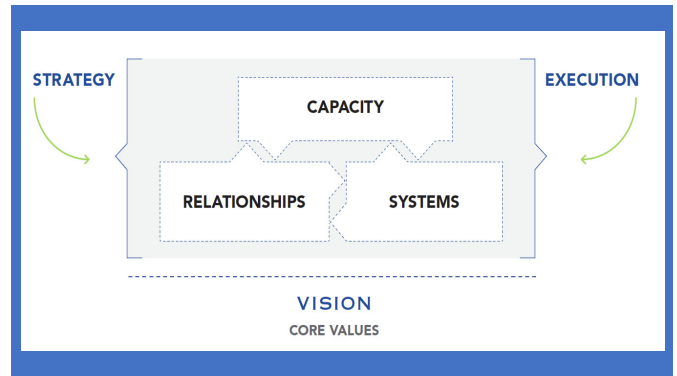 STRATEGY
EXECUTION
CAPACITY
RELATIONSHIPS
SYSTEMS
VISION
CORE VALUES